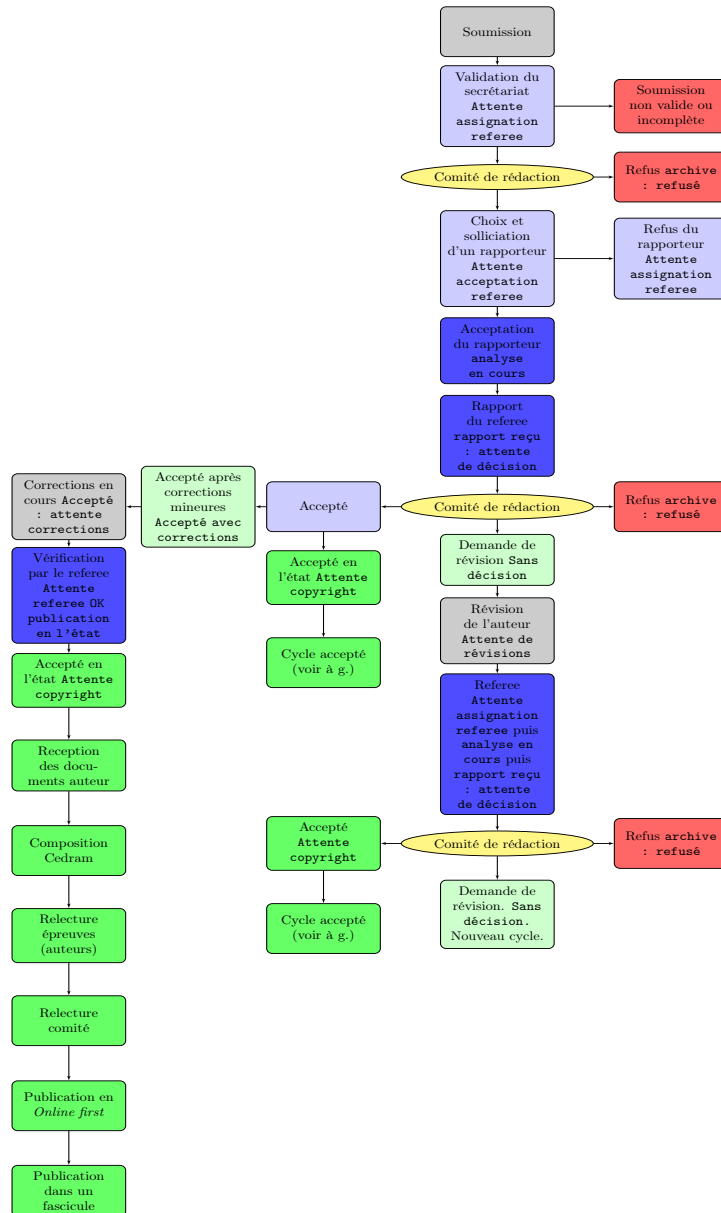 Soumission
Validation du
secrétariat
Attente
assignation
referee
Soumission
non valide ou
incomplète
Comité de rédaction
Refus archive
: refusé
Choix et
solliciation
d'un rapporteur
Attente
acceptation
referee
Refus du
rapporteur
Attente
assignation
referee
Acceptation
du rapporteur
analyse
en cours
Rapport
du referee
rapport reçu
: attente
de décision
Corrections en
cours Accepté
: attente
corrections
Accepté après
corrections
mineures
Accepté avec
corrections
Accepté
Comité de rédaction
Refus archive
: refusé
Vérification
par le referee
Attente
referee OK
publication
en l'état
Accepté en
l'état Attente
copyright
Demande de
révision Sans
décision
Révision
de l'auteur
Attente de
révisions
Cycle accepté
(voir à g.)
Accepté en
l'état Attente
copyright
Referee
Attente
assignation
referee puis
analyse en
cours puis
rapport reçu
: attente
de décision
Reception
des docu-
ments auteur
Composition
Cedram
Accepté
Attente
copyright
Comité de rédaction
Refus archive
: refusé
Relecture
épreuves
(auteurs)
Cycle accepté
(voir à g.)
Demande de
révision. Sans
décision.
Nouveau cycle.
Relecture
comité
Publication en
Online first
Publication
dans un
fascicule